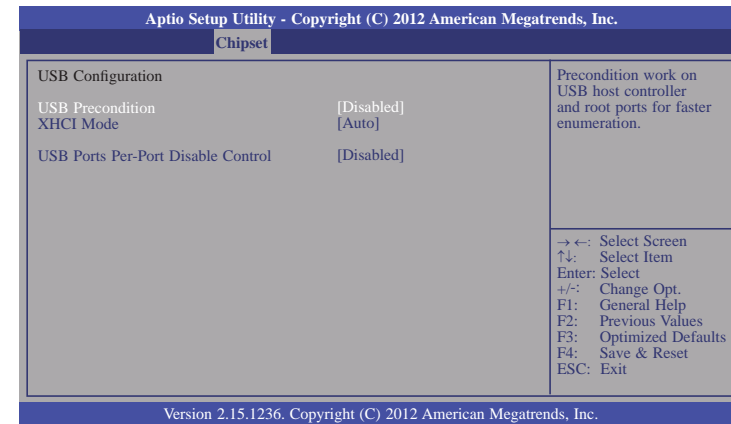 Aptio Setup Utility - Copyright (C) 2012 American Megatrends, Inc.
Chipset
USB Configuration
USB Precondition [Disabled]
XHCI Mode [Auto]
USB Ports Per-Port Disable Control [Disabled]
Precondition work on
USB host controller
and root ports for faster
enumeration.
→←: Select Screen
↑↓: Select Item
Enter: Select
+/-: Change Opt.
F1: General Help
F2: Previous Values
F3: Optimized Defaults
F4: Save & Reset
ESC: Exit
Version 2.15.1236. Copyright (C) 2012 American Megatrends, Inc.